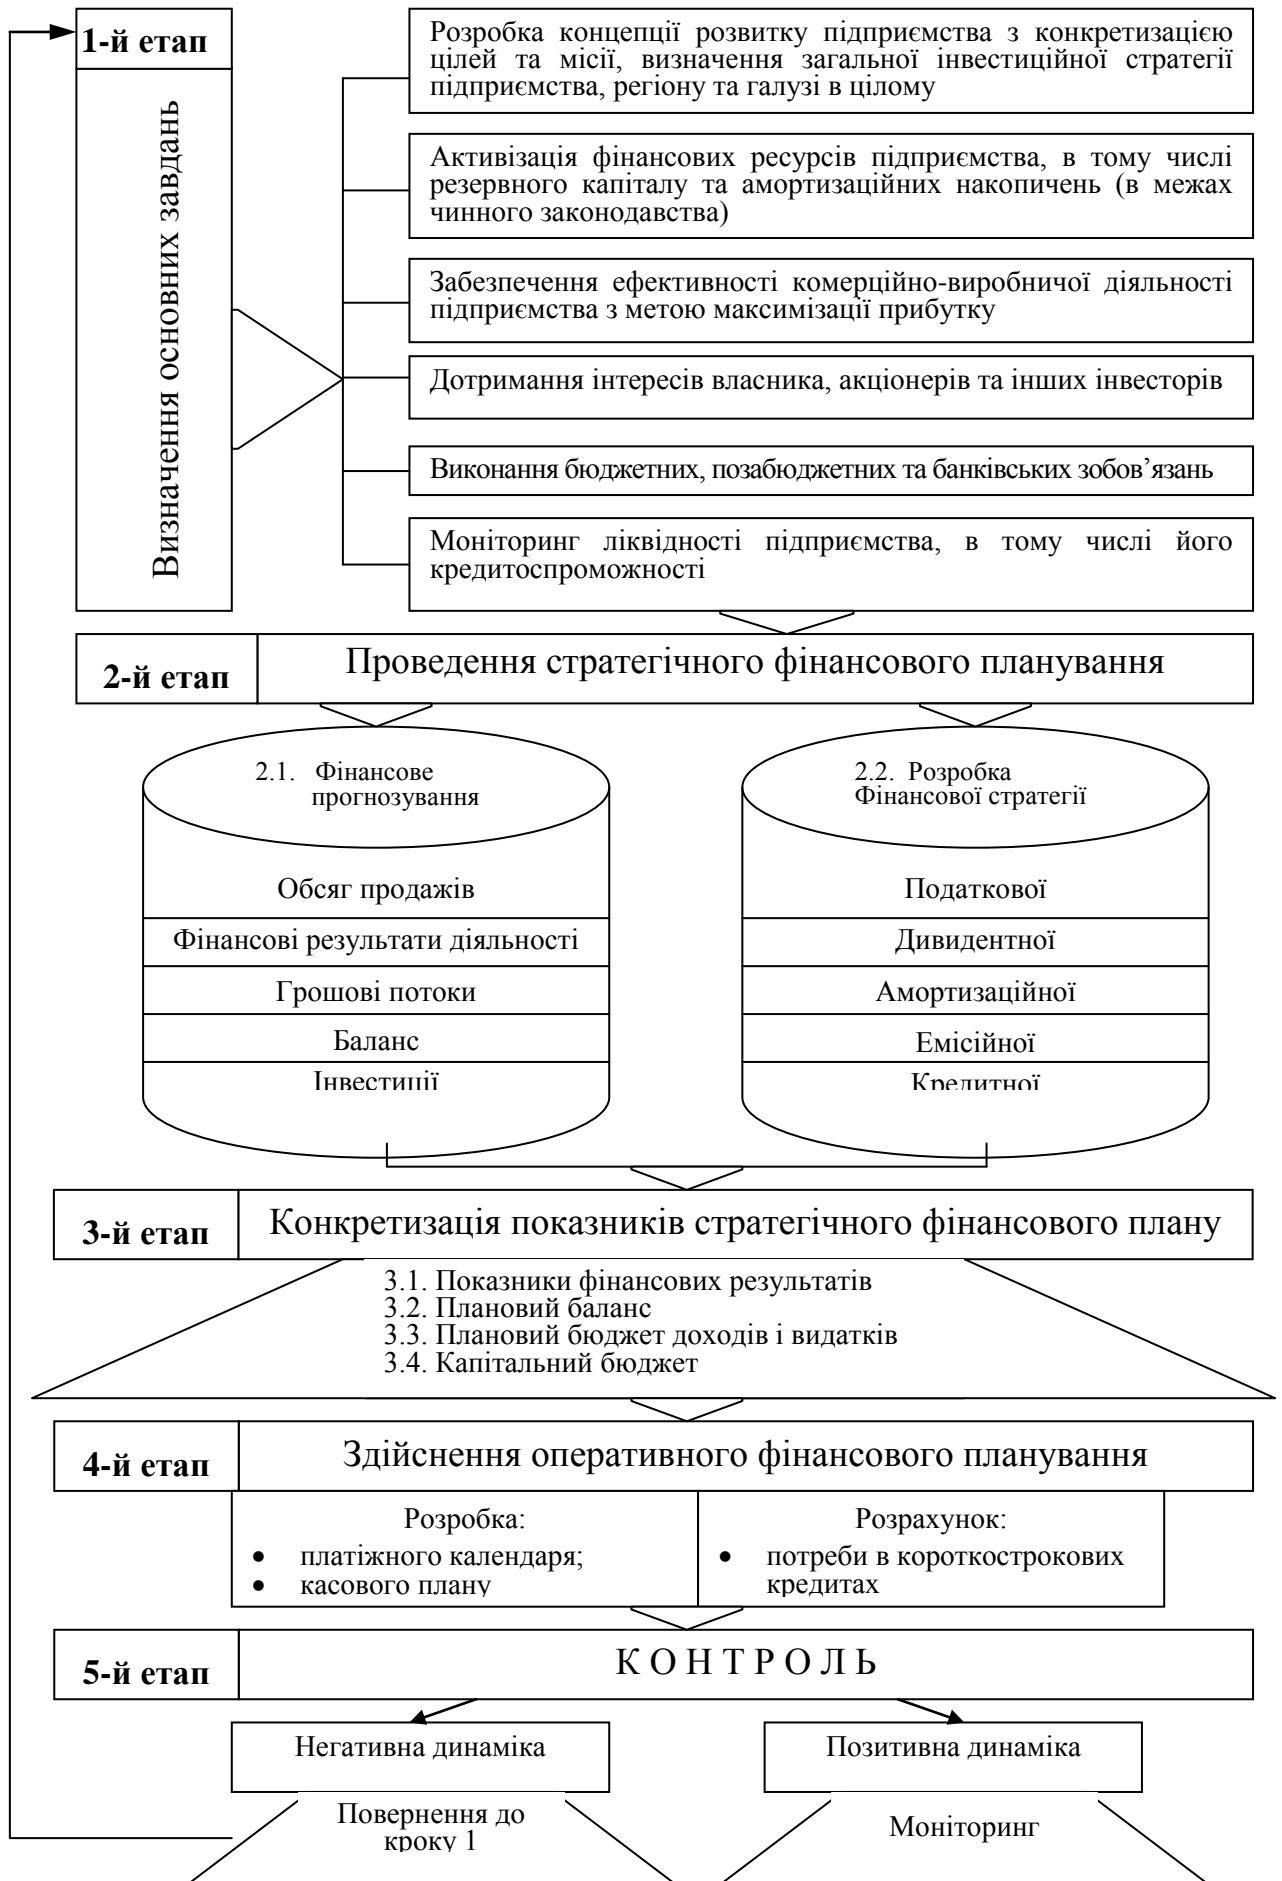 1-й етап
Визначення основних завдань
Розробка концепції розвитку підприємства з конкретизацією
цілей та місії, визначення загальної інвестиційної стратегії
підприємства, регіону та галузі в цілому
Активізація фінансових ресурсів підприємства, в тому числі
резервного капіталу та амортизаційних накопичень (в межах
чинного законодавства)
Забезпечення ефективності комерційно-виробничої діяльності
підприємства з метою максимізації прибутку
Дотримання інтересів власника, акціонерів та інших інвесторів
Виконання бюджетних, позабюджетних та банківських зобов’язань
Моніторинг ліквідності підприємства, в тому числі його
кредитоспроможності
2-й етап
Проведення стратегічного фінансового планування
2.1. Фінансове
прогнозування
Обсяг продажів
Фінансові результати діяльності
Грошові потоки
Баланс
Інвестиції
2.2. Розробка
Фінансової стратегії
Податкової
Дивидентної
Амортизаційної
Емісійної
Кредитної
3-й етап
Конкретизація показників стратегічного фінансового плану
3.1. Показники фінансових результатів
3.2. Плановий баланс
3.3. Плановий бюджет доходів і видатків
3.4. Капітальний бюджет
4-й етап
Здійснення оперативного фінансового планування
Розробка:
• платіжного календаря;
• касового плану
Розрахунок:
• потреби в короткострокових
кредитах
5-й етап
К О Н Т Р О Л Ь
Негативна динаміка
Повернення до
кроку 1
Позитивна динаміка
Моніторинг